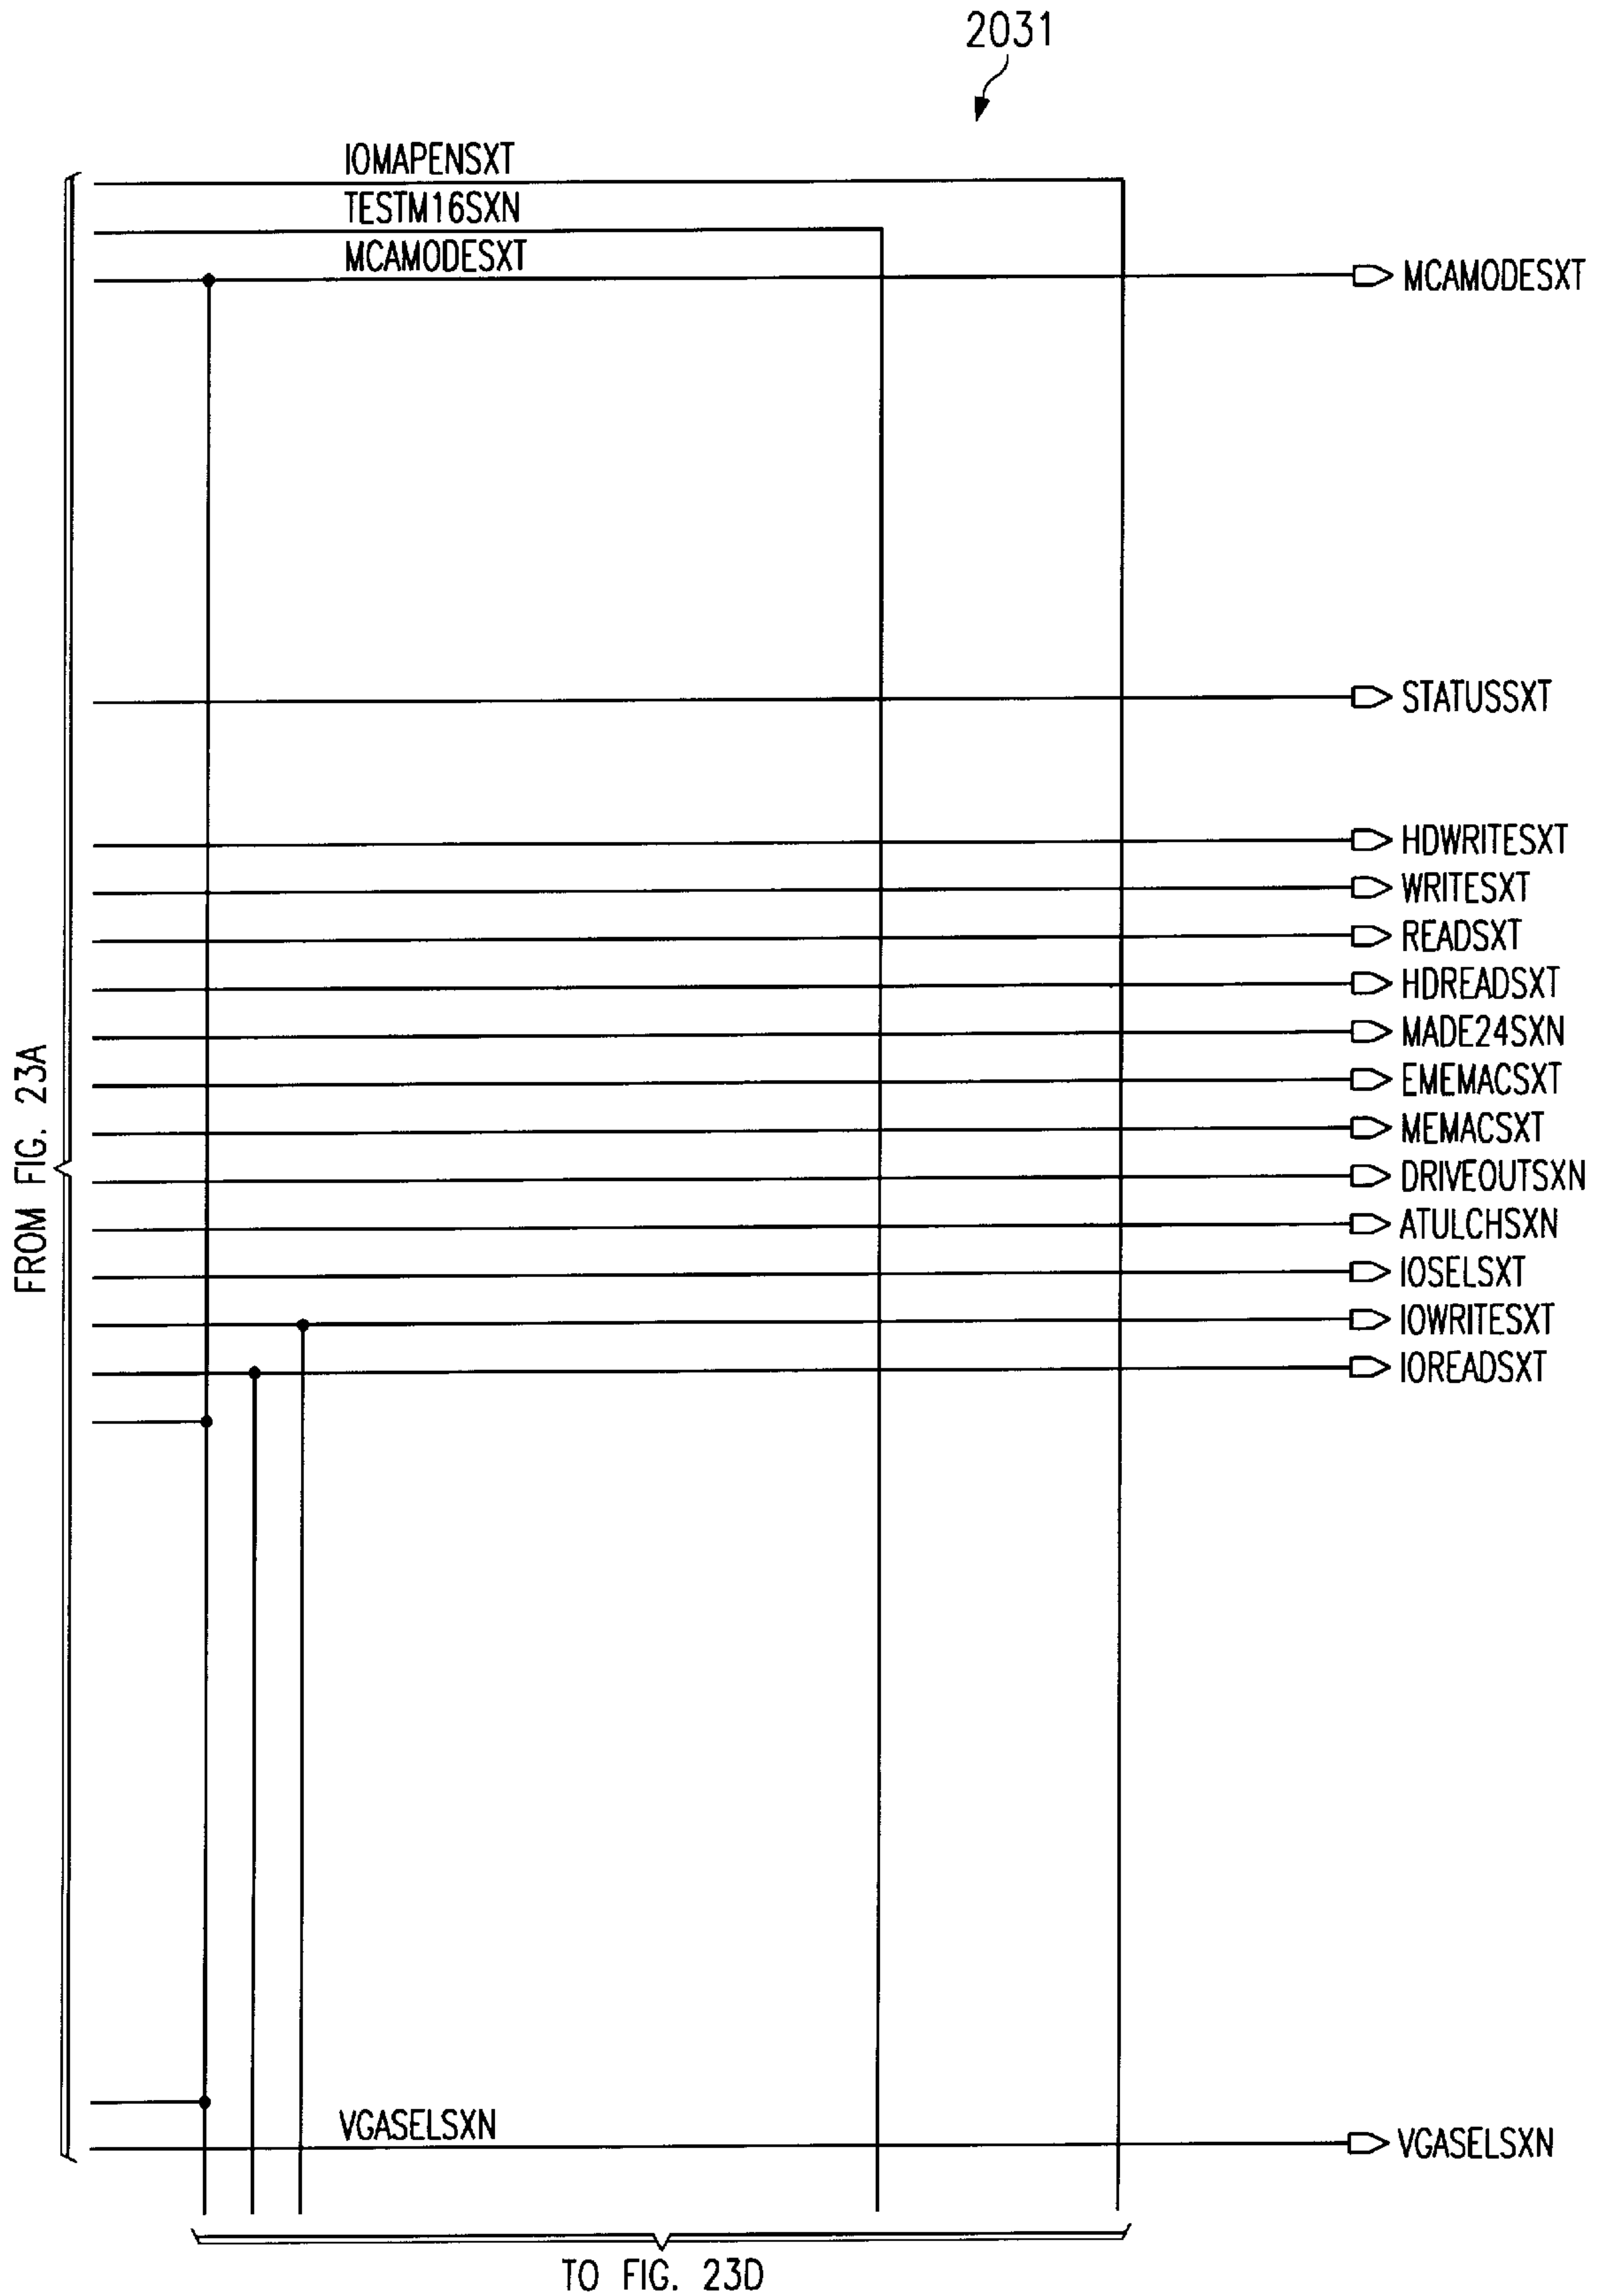 2031
IOMAPENSXT
TESTM16SXN
MCAMODESXT
MCAMODESXT
STATUSSXT
HDWRITESXT
WRITESXT
READSXT
HDREADSXT
MADE24SXN
EMEMACSXT
MEMACSXT
DRIVEOUTSXN
ATULCHSXN
IOSELSXT
IOWRITESXT
IOREADSXT
FROM FIG. 23A
VGASELSXN
VGASELSXN
TO FIG. 23D